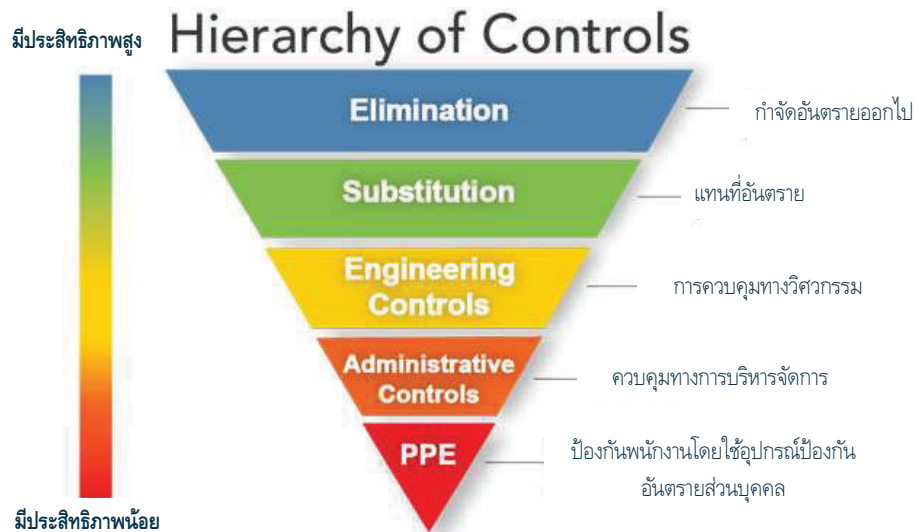 Hierarchy of Controls
มีประสิทธิภาพสูง
Elimination
กำจัดอันตรายออกไป
Substitution
แทนที่อันตราย
Engineering
Controls
การควบคุมทางวิศวกรรม
Administrative
Controls
ควบคุมทางการบริหารจัดการ
PPE
ป้องกันพนักงานโดยใช้อุปกรณ์ป้องกัน
อันตรายส่วนบุคคล
มีประสิทธิภาพน้อย